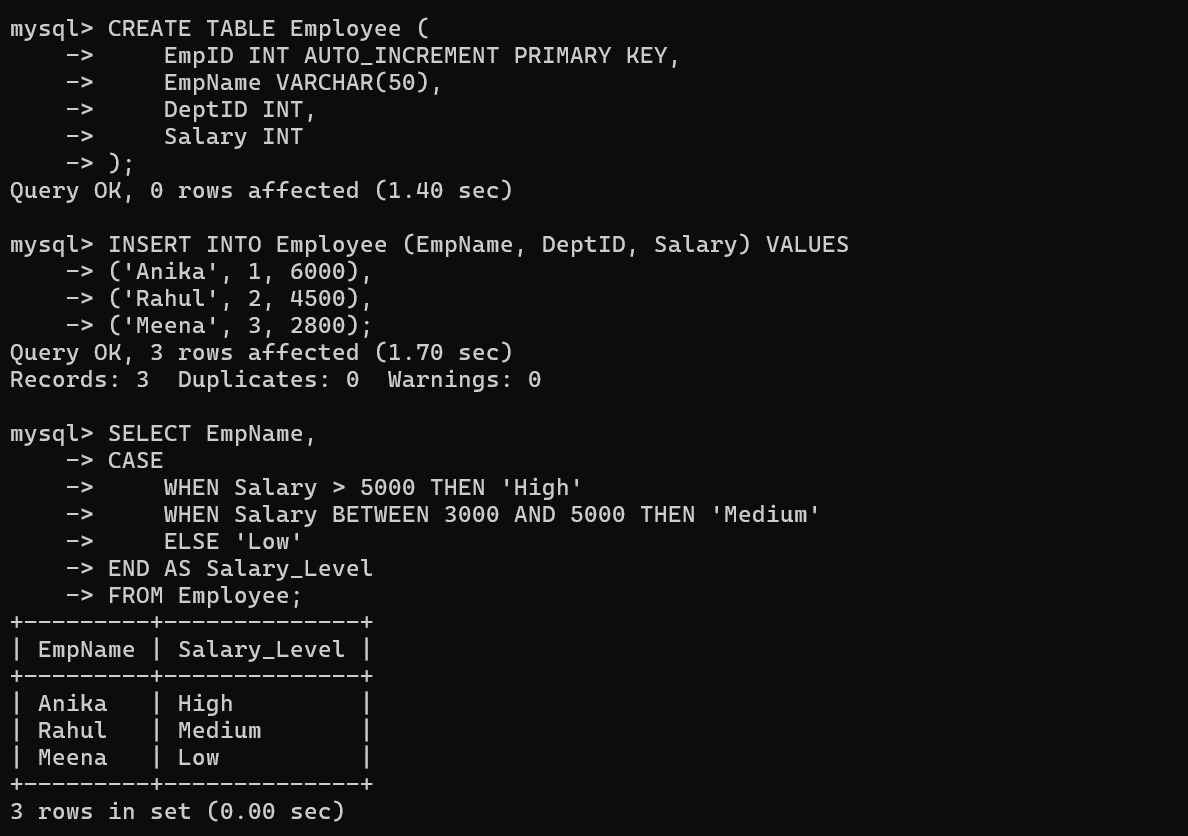 mysql> CREATE TABLE Employee (
    ->     EmpID INT AUTO_INCREMENT PRIMARY KEY,
    ->     EmpName VARCHAR(50),
    ->     DeptID INT,
    ->     Salary INT
    -> );
Query OK, 0 rows affected (1.40 sec)

mysql> INSERT INTO Employee (EmpName, DeptID, Salary) VALUES
    -> ('Anika', 1, 6000),
    -> ('Rahul', 2, 4500),
    -> ('Meena', 3, 2800);
Query OK, 3 rows affected (1.70 sec)
Records: 3  Duplicates: 0  Warnings: 0

mysql> SELECT EmpName,
    -> CASE
    ->     WHEN Salary > 5000 THEN 'High'
    ->     WHEN Salary BETWEEN 3000 AND 5000 THEN 'Medium'
    ->     ELSE 'Low'
    -> END AS Salary_Level
    -> FROM Employee;
+---------+--------------+
| EmpName | Salary_Level |
+---------+--------------+
| Anika   | High         |
| Rahul   | Medium       |
| Meena   | Low          |
+---------+--------------+
3 rows in set (0.00 sec)